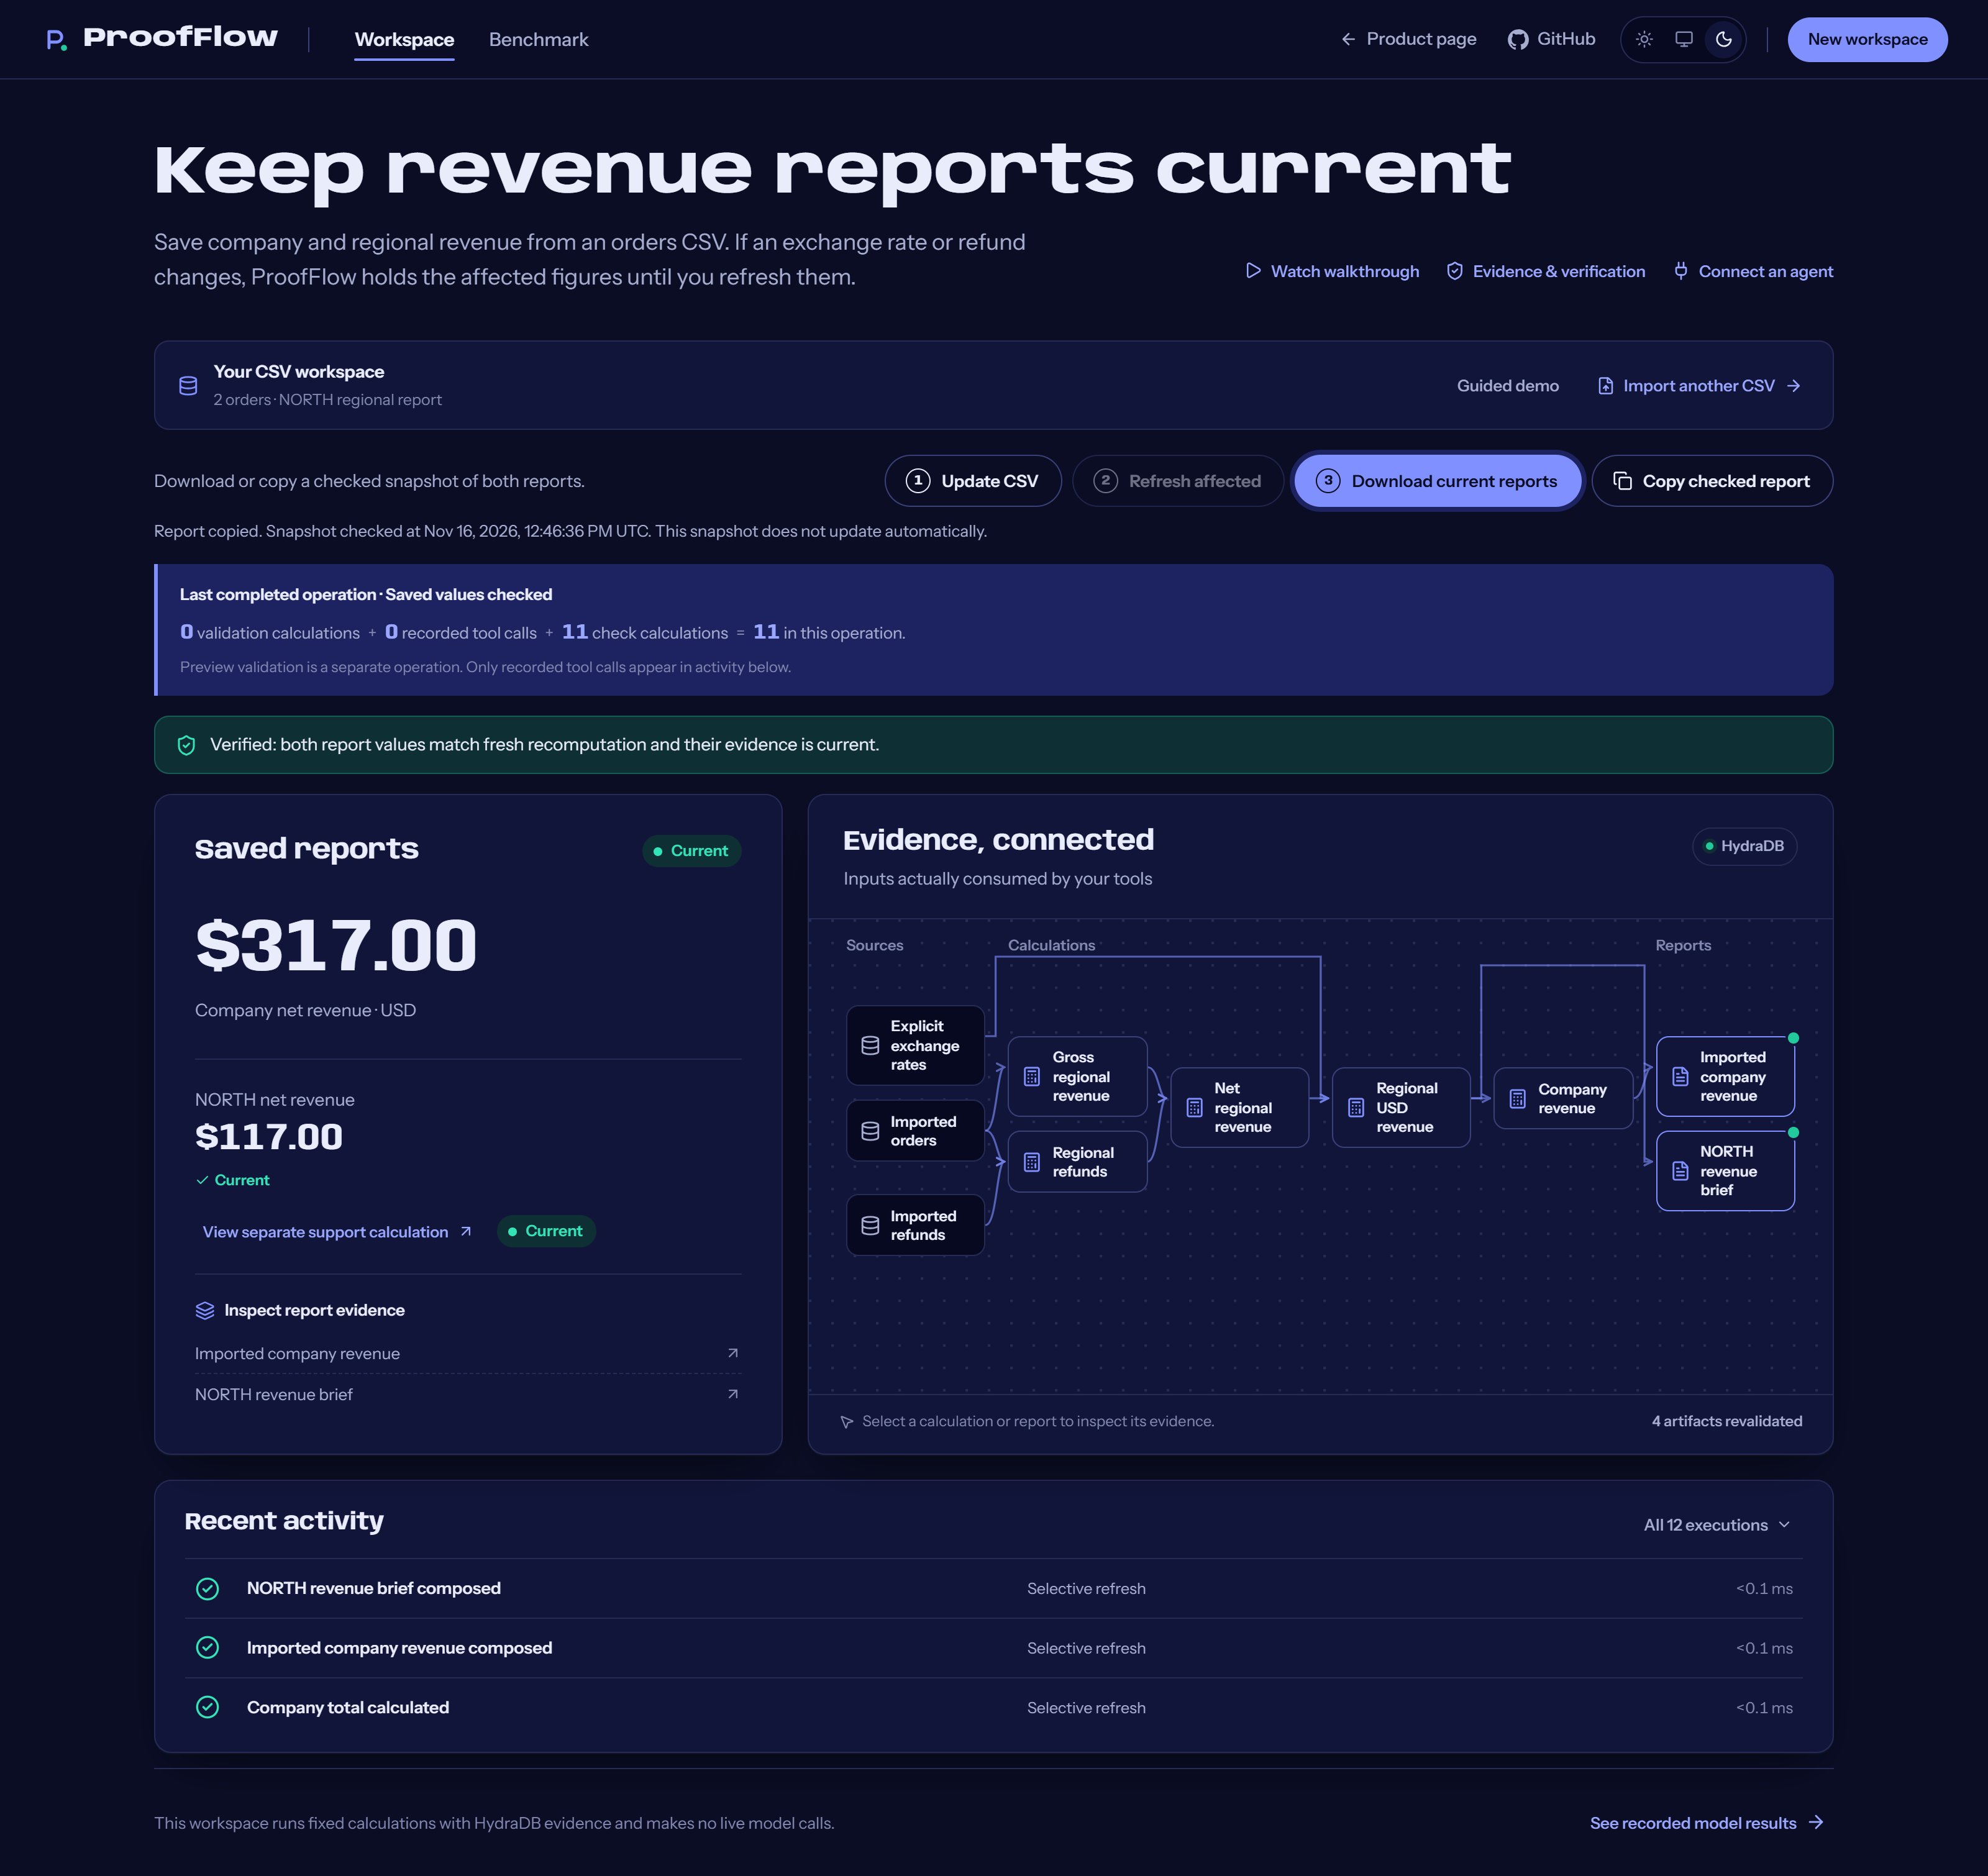 P. ProofFlow
Workspace
Benchmark
Product page
GitHub
New workspace
Keep revenue reports current
Save company and regional revenue from an orders CSV. If an exchange rate or refund
changes, ProofFlow holds the affected figures until you refresh them.
Watch walkthrough
Evidence & verification
Connect an agent
Your CSV workspace
2 orders · NORTH regional report
Guided demo
Import another CSV
Download or copy a checked snapshot of both reports.
1 Update CSV
2 Refresh affected
3 Download current reports
Copy checked report
Report copied. Snapshot checked at Nov 16, 2026, 12:46:36 PM UTC. This snapshot does not update automatically.
Last completed operation · Saved values checked
0 validation calculations + 0 recorded tool calls + 11 check calculations = 11 in this operation.
Preview validation is a separate operation. Only recorded tool calls appear in activity below.
Verified: both report values match fresh recomputation and their evidence is current.
Saved reports
Current
$317.00
Company net revenue · USD
NORTH net revenue
$117.00
Current
View separate support calculation
Current
Inspect report evidence
Imported company revenue
NORTH revenue brief
Evidence, connected
HydraDB
Inputs actually consumed by your tools
Sources
Calculations
Reports
Explicit
exchange
rates
Imported
orders
Imported
refunds
Gross
regional
revenue
Regional
refunds
Net
regional
revenue
Regional
USD
revenue
Company
revenue
Imported
company
revenue
NORTH
revenue
brief
Select a calculation or report to inspect its evidence.
4 artifacts revalidated
Recent activity
All 12 executions
NORTH revenue brief composed
Selective refresh
<0.1 ms
Imported company revenue composed
Selective refresh
<0.1 ms
Company total calculated
Selective refresh
<0.1 ms
This workspace runs fixed calculations with HydraDB evidence and makes no live model calls.
See recorded model results